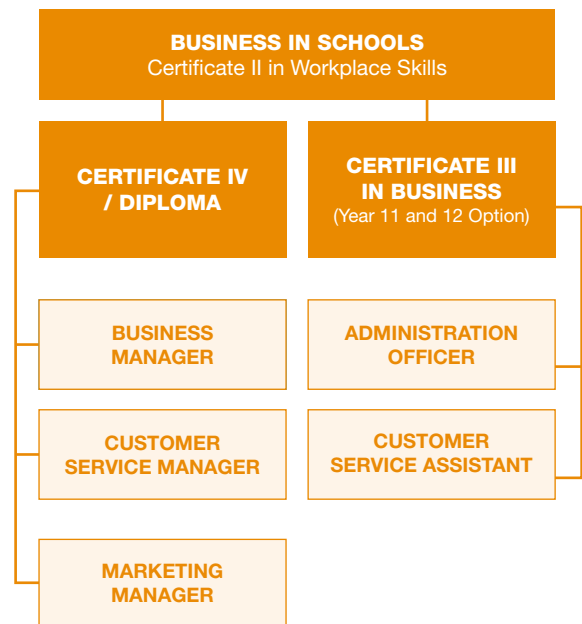 BUSINESS IN SCHOOLS
Certificate II in Workplace Skills
CERTIFICATE IV
/ DIPLOMA
CERTIFICATE III
IN BUSINESS
(Year 11 and 12 Option)
BUSINESS
MANAGER
ADMINISTRATION
OFFICER
CUSTOMER
SERVICE MANAGER
CUSTOMER
SERVICE ASSISTANT
MARKETING
MANAGER